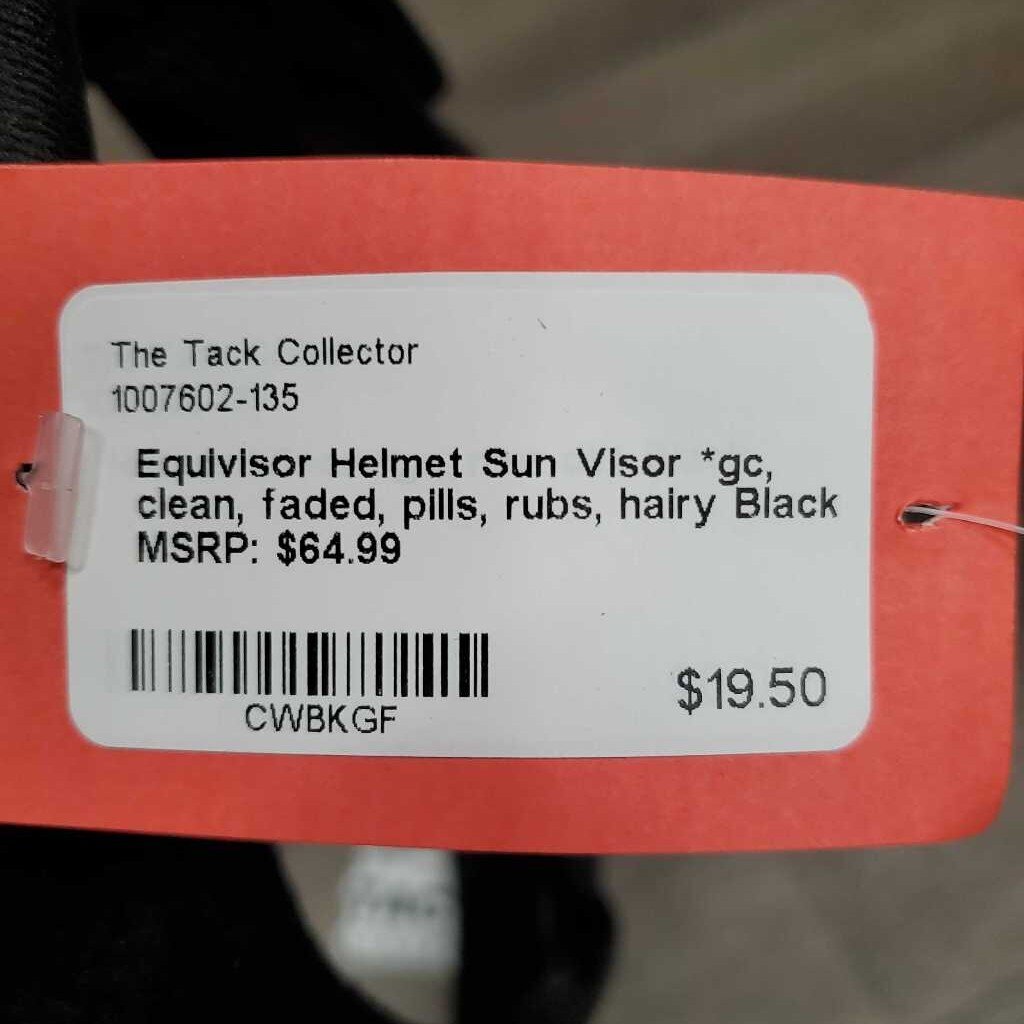 The Tack Collector
1007602-135
Equivisor Helmet Sun Visor *gc,
clean, faded, pills, rubs, hairy Black
MSRP: $64.99
CWBKGF
$19.50